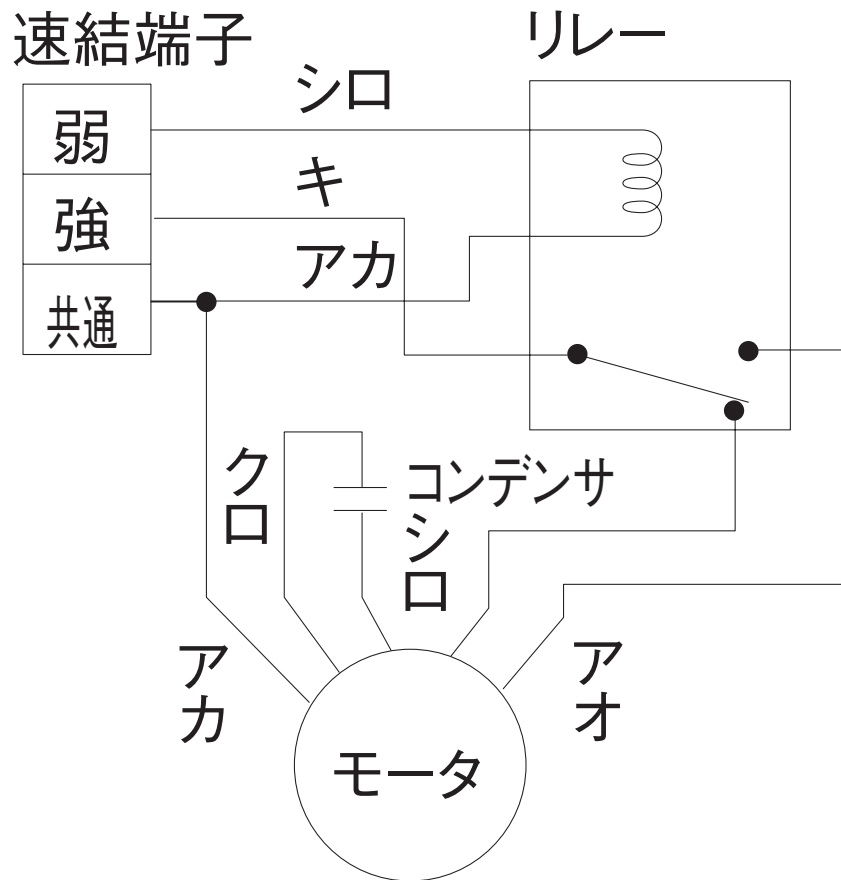 速結端子
リレー
シロ
弱
キ
強
アカ
共通
クロ
コンデンサ
シロ
アカ
アオ
モータ